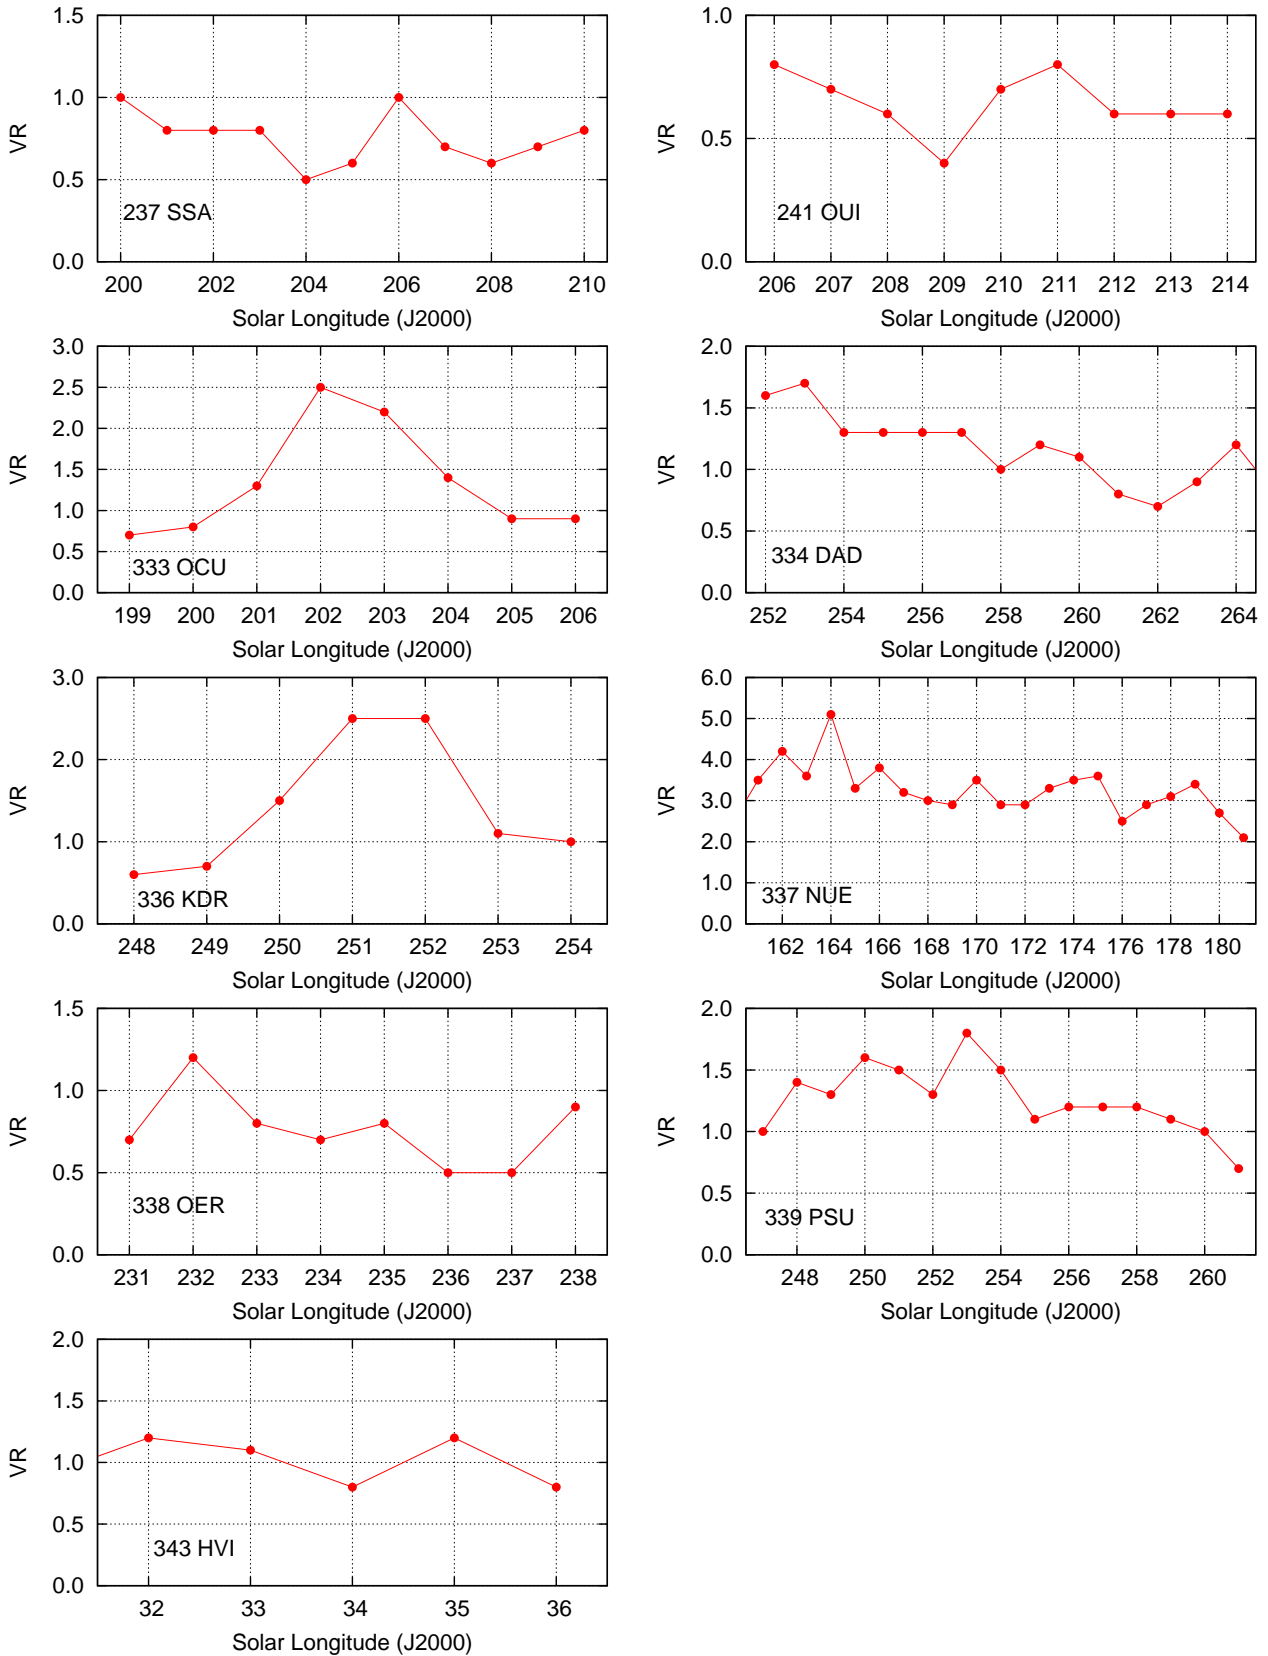 1.5
1.0
0.5
0.0
VR
237 SSA
200 202 204 206 208 210
Solar Longitude (J2000)
1.0
0.5
0.0
VR
241 OUI
206 207 208 209 210 211 212 213 214
Solar Longitude (J2000)
3.0
2.5
2.0
1.5
1.0
0.5
0.0
VR
333 OCU
199 200 201 202 203 204 205 206
Solar Longitude (J2000)
2.0
1.5
1.0
0.5
0.0
VR
334 DAD
252 254 256 258 260 262 264
Solar Longitude (J2000)
3.0
2.0
1.0
0.0
VR
336 KDR
248 249 250 251 252 253 254
Solar Longitude (J2000)
6.0
5.0
4.0
3.0
2.0
1.0
0.0
VR
337 NUE
162 164 166 168 170 172 174 176 178 180
Solar Longitude (J2000)
1.5
1.0
0.5
0.0
VR
338 OER
231 232 233 234 235 236 237 238
Solar Longitude (J2000)
2.0
1.5
1.0
0.5
0.0
VR
339 PSU
248 250 252 254 256 258 260
Solar Longitude (J2000)
2.0
1.5
1.0
0.5
0.0
VR
343 HVI
32 33 34 35 36
Solar Longitude (J2000)